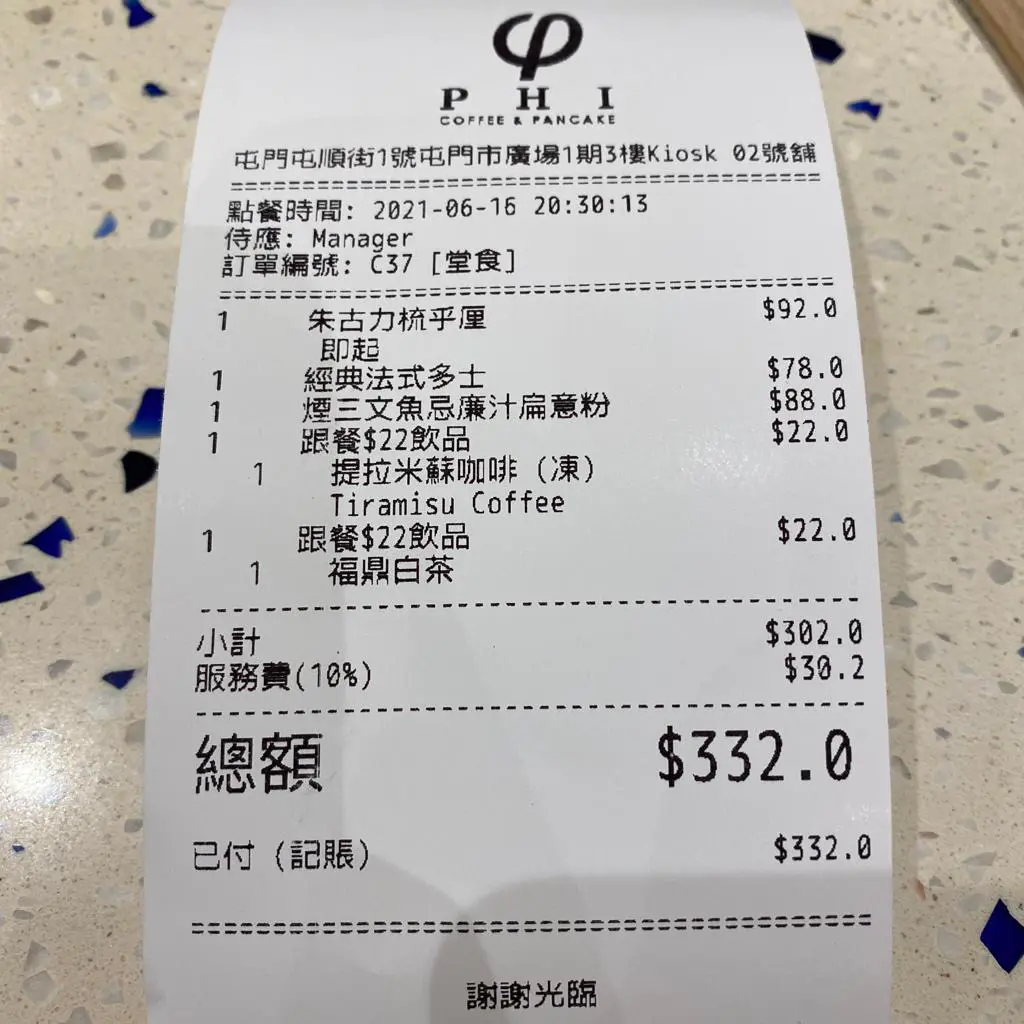 PHI
COFFEE & PANCAKE
屯門屯順街1號屯門市廣場1期3樓Kiosk 02號舖
點餐時間: 2021-06-16 20:30:13
侍應: Manager
訂單編號: C37 [堂食]
1 朱古力梳乎厘 $92.0
即起
1 經典法式多士 $78.0
1 煙三文魚忌廉汁扁意粉 $88.0
1 跟餐$22飲品 $22.0
1 提拉米蘇咖啡 (凍)
Tiramisu Coffee
1 跟餐$22飲品 $22.0
1 福鼎白茶
小計 $302.0
服務費(10%) $30.2
總額 $332.0
已付 (記賬) $332.0
謝謝光臨